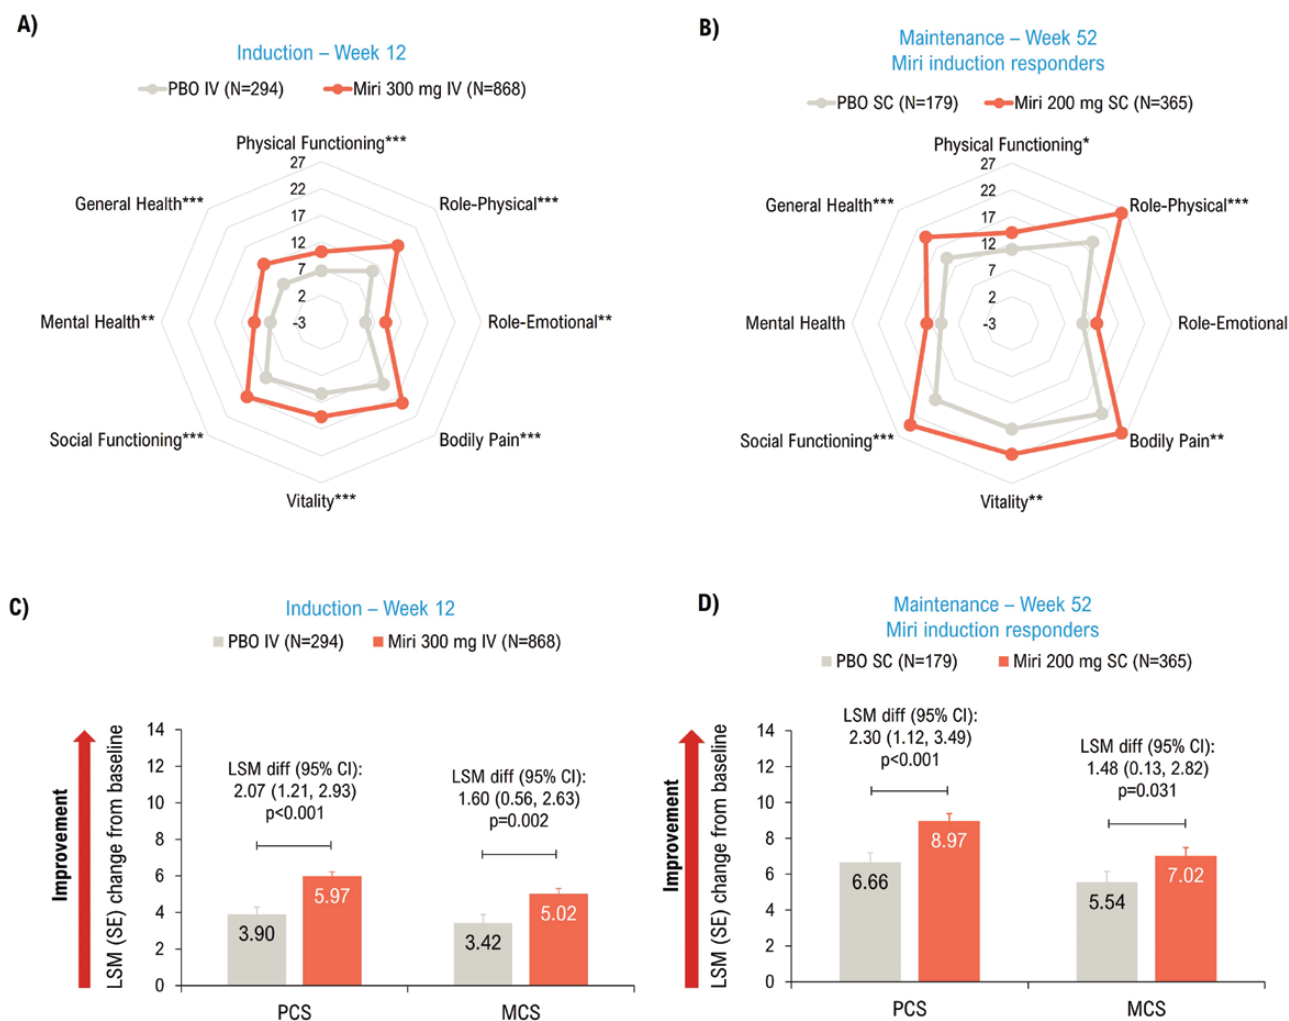 A)
Induction – Week 12
PBO IV (N=294) Miri 300 mg IV (N=868)
Physical Functioning***
27
22
17
12
7
2
-3
General Health***
Role-Physical***
Mental Health**
Role-Emotional**
Social Functioning***
Bodily Pain***
Vitality***
B)
Maintenance – Week 52
Miri induction responders
PBO SC (N=179) Miri 200 mg SC (N=365)
Physical Functioning*
27
22
17
12
7
2
-3
General Health***
Role-Physical***
Mental Health
Role-Emotional
Social Functioning***
Bodily Pain**
Vitality**
C)
Induction – Week 12
PBO IV (N=294) Miri 300 mg IV (N=868)
Improvement
LSM (SE) change from baseline
14
12
10
8
6
4
2
0
LSM diff (95% CI):
2.07 (1.21, 2.93)
p<0.001
LSM diff (95% CI):
1.60 (0.56, 2.63)
p=0.002
3.90
5.97
3.42
5.02
PCS
MCS
D)
Maintenance – Week 52
Miri induction responders
PBO SC (N=179) Miri 200 mg SC (N=365)
Improvement
LSM (SE) change from baseline
14
12
10
8
6
4
2
0
LSM diff (95% CI):
2.30 (1.12, 3.49)
p<0.001
LSM diff (95% CI):
1.48 (0.13, 2.82)
p=0.031
6.66
8.97
5.54
7.02
PCS
MCS